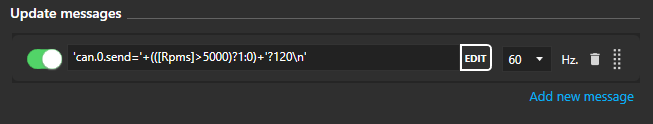 Update messages
'can.0.send='+(([Rpms]>5000)?1:0)+'?120\n' EDIT 60 Hz.
Add new message